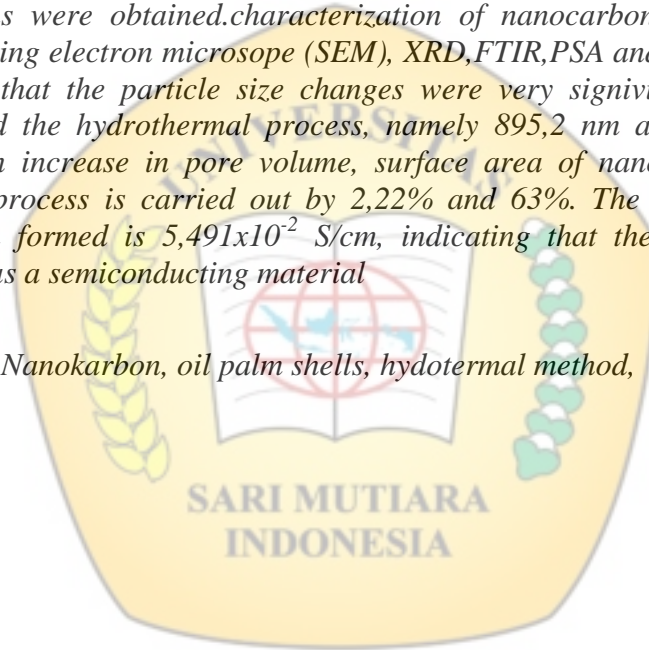 s were obtained.characterization of nanocarbon
ing electron microsope (SEM), XRD,FTIR,PSA and
that the particle size changes were very signivi
d the hydrothermal process, namely 895,2 nm a
n increase in pore volume, surface area of nan
process is carried out by 2,22% and 63%. The
formed is 5,491x10⁻² S/cm, indicating that the
as a semiconducting material
Nanokarbon, oil palm shells, hydotermal method,
UNIVERSITAS
SARI MUTIARA
INDONESIA